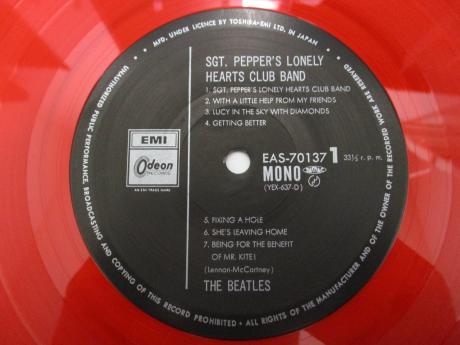 MFD. UNDER LICENCE BY TOSHIBA-EMI LTD. IN JAPAN
UNAUTHORIZED PUBLIC PERFORMANCE, BROADCASTING AND COPYING OF THIS RECORD PROHIBITED • ALL RIGHTS OF THE MANUFACTURER AND OF THE OWNER OF THE RECORDED WORK ARE RESERVED
SGT. PEPPER'S LONELY
HEARTS CLUB BAND
1. SGT. PEPPER'S LONELY HEARTS CLUB BAND
2. WITH A LITTLE HELP FROM MY FRIENDS
3. LUCY IN THE SKY WITH DIAMONDS
4. GETTING BETTER
EMI
Odeon
RECORDS
AN EMI TRADE MARK
EAS-70137 1 33⅓ r. p. m.
MONO
(YEX-637-D)
5. FIXING A HOLE
6. SHE'S LEAVING HOME
7. BEING FOR THE BENEFIT
OF MR. KITE!
(Lennon-McCartney)
THE BEATLES